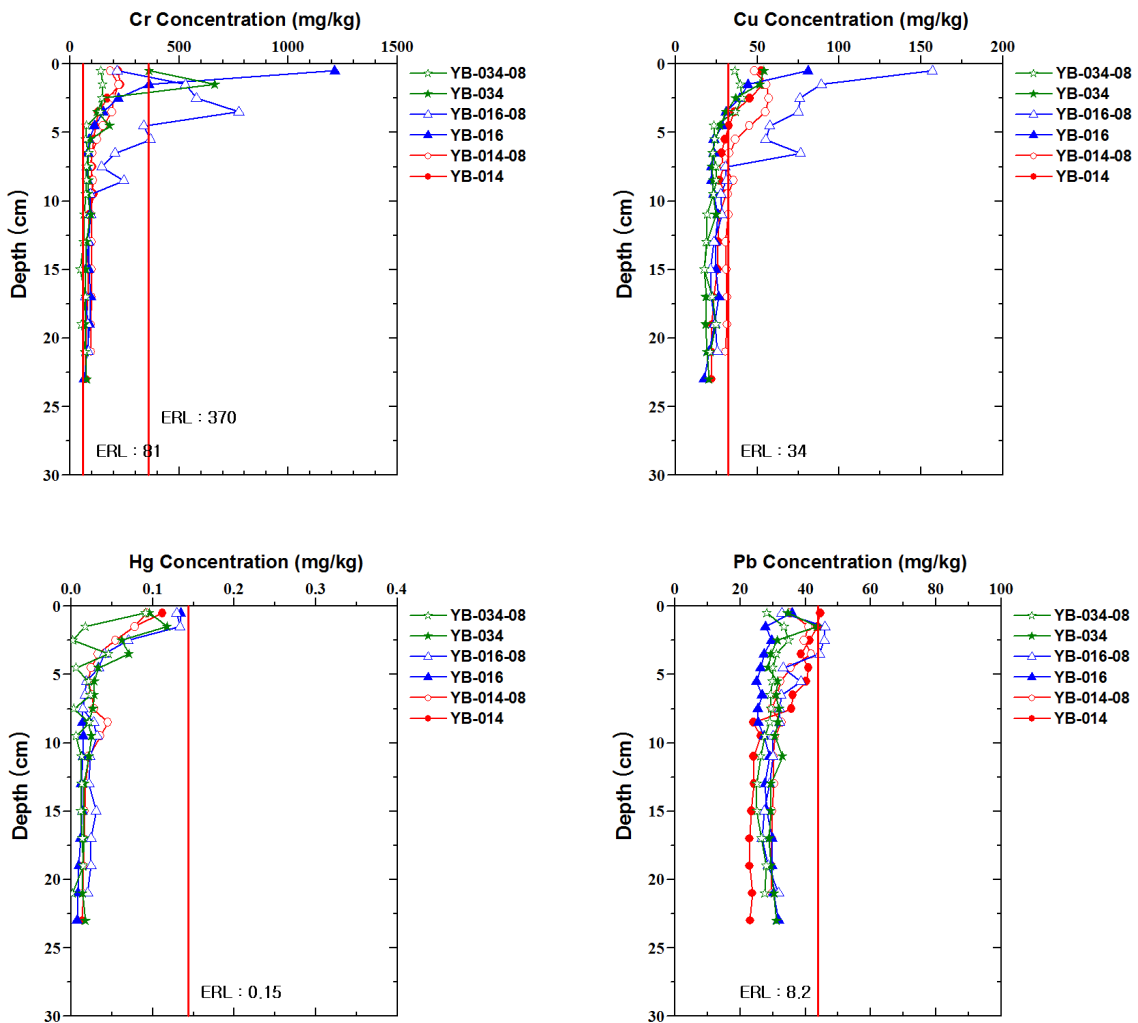 Cr Concentration (mg/kg)
0 500 1000 1500
0
5
10
15
20
25
30
Depth (cm)
ERL : 370
ERL : 81
YB-034-08
YB-034
YB-016-08
YB-016
YB-014-08
YB-014
Cu Concentration (mg/kg)
0 50 100 150 200
0
5
10
15
20
25
30
Depth (cm)
ERL : 34
YB-034-08
YB-034
YB-016-08
YB-016
YB-014-08
YB-014
Hg Concentration (mg/kg)
0.0 0.1 0.2 0.3 0.4
0
5
10
15
20
25
30
Depth (cm)
ERL : 0.15
YB-034-08
YB-034
YB-016-08
YB-016
YB-014-08
YB-014
Pb Concentration (mg/kg)
0 20 40 60 80 100
0
5
10
15
20
25
30
Depth (cm)
ERL : 8.2
YB-034-08
YB-034
YB-016-08
YB-016
YB-014-08
YB-014